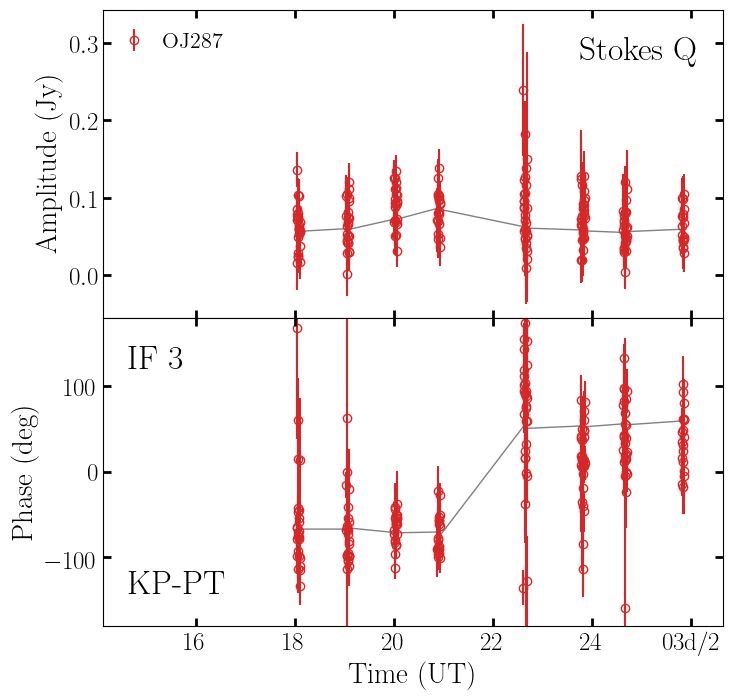 OJ287
Stokes Q
0.3
0.2
0.1
0.0
Amplitude (Jy)
IF 3
100
0
−100
Phase (deg)
KP-PT
16 18 20 22 24 03d/2
Time (UT)